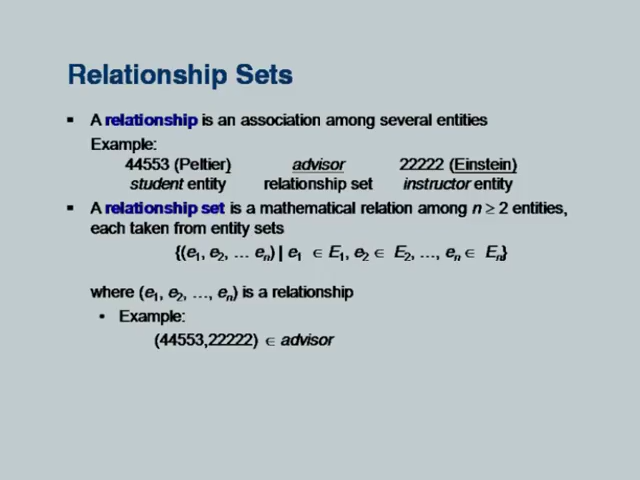 Relationship Sets
▪ A relationship is an association among several entities
Example:
44553 (Peltier) advisor 22222 (Einstein)
student entity relationship set instructor entity
▪ A relationship set is a mathematical relation among n ≥ 2 entities,
each taken from entity sets
{(e1, e2, … en) | e1 ∈ E1, e2 ∈ E2, …, en ∈ En}
where (e1, e2, …, en) is a relationship
• Example:
(44553,22222) ∈ advisor